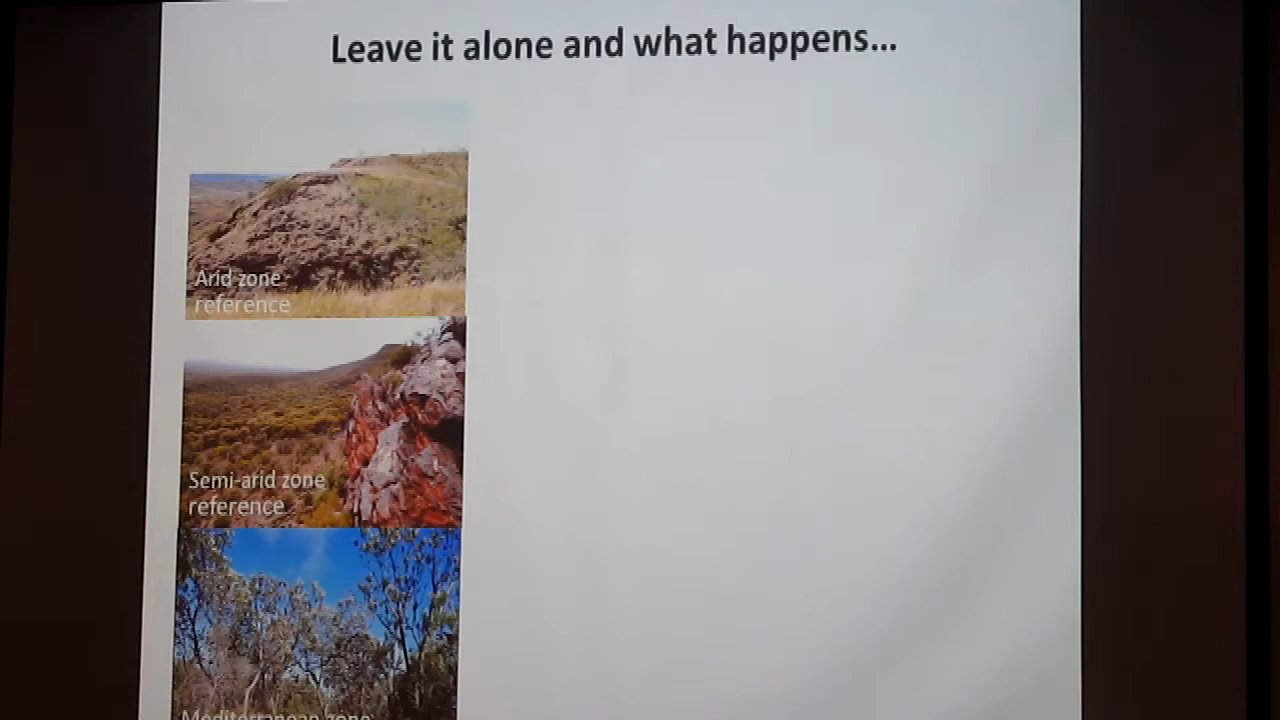 Leave it alone and what happens...
Arid zone
reference
Semi-arid zone
reference
Mediterranean zone